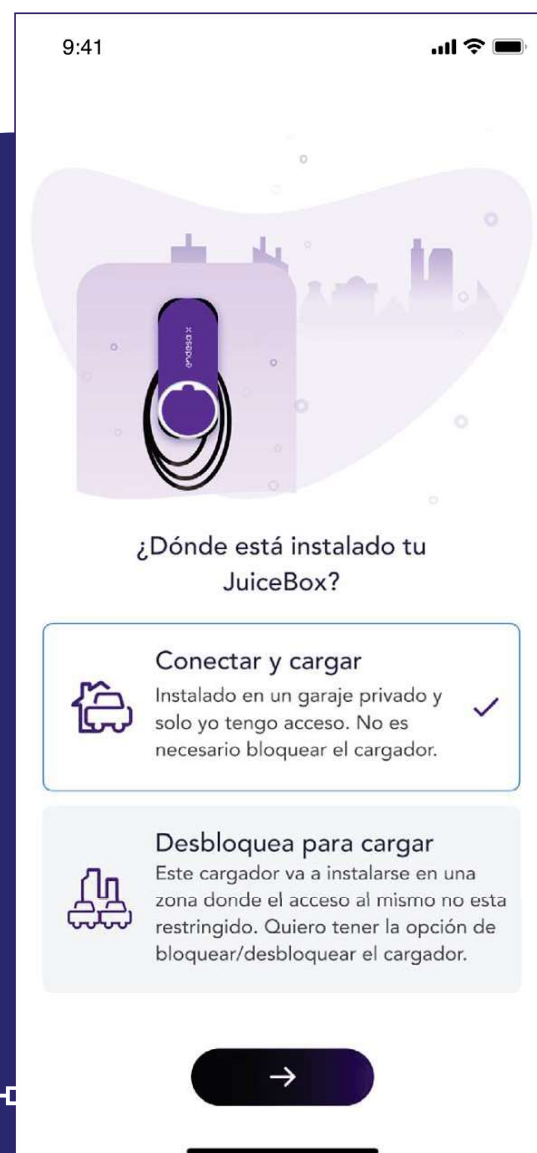 9:41
endesa x
¿Dónde está instalado tu
JuiceBox?
Conectar y cargar
Instalado en un garaje privado y
solo yo tengo acceso. No es
necesario bloquear el cargador.
Desbloquea para cargar
Este cargador va a instalarse en una
zona donde el acceso al mismo no esta
restringido. Quiero tener la opción de
bloquear/desbloquear el cargador.